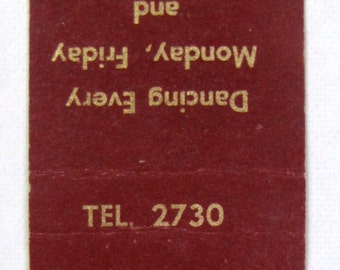 Dancing Every
Monday, Friday
and
TEL. 2730